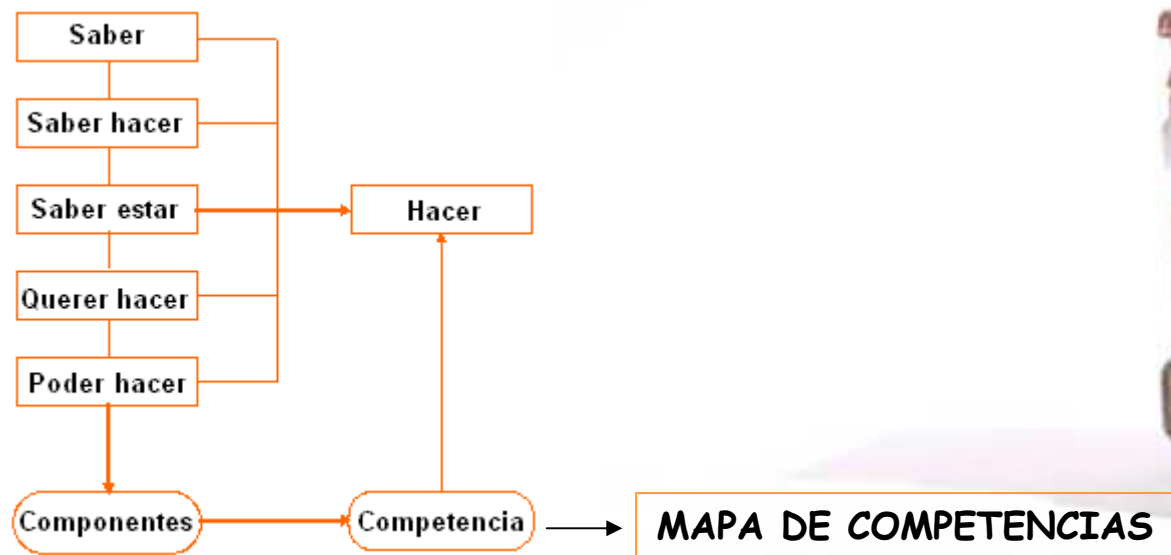 Saber
Saber hacer
Saber estar
Hacer
Querer hacer
Poder hacer
Componentes
Competencia
MAPA DE COMPETENCIAS